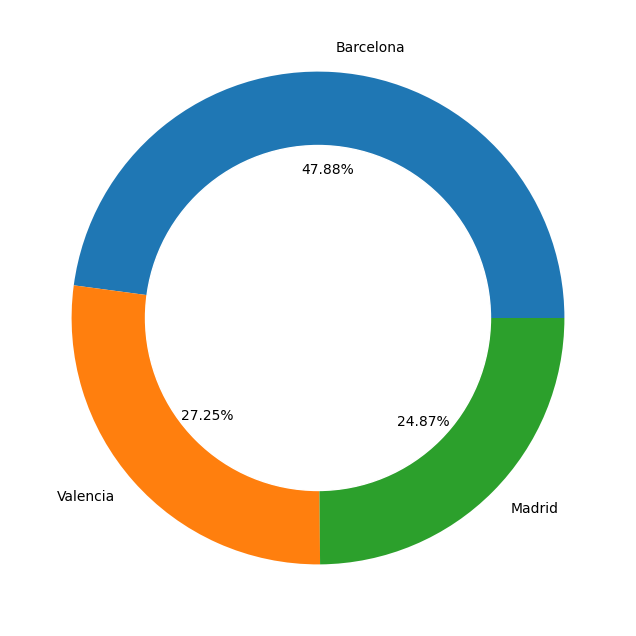 Barcelona
47.88%
27.25%
24.87%
Valencia
Madrid